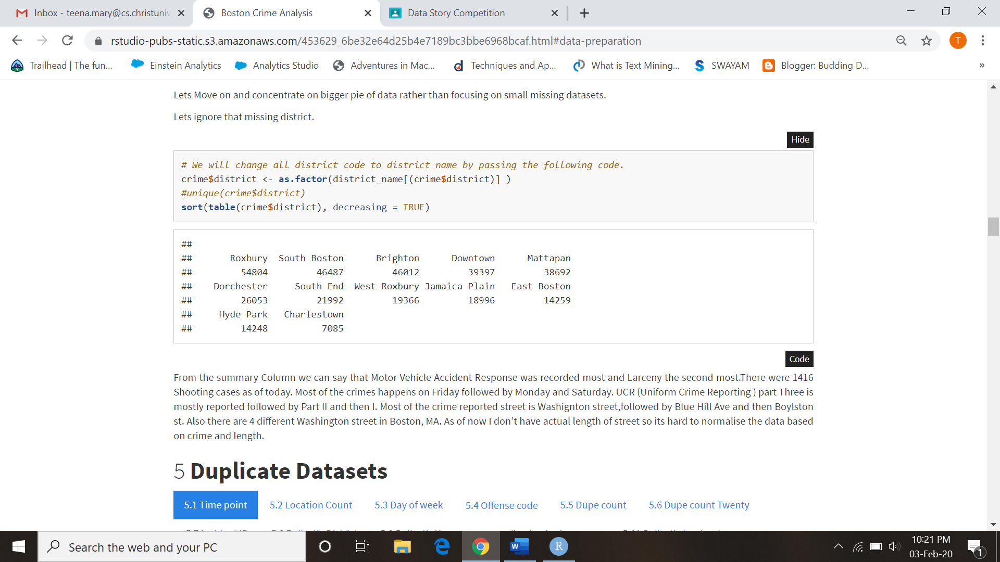 Inbox - teena.mary@cs.christuniv
Boston Crime Analysis
Data Story Competition
rstudio-pubs-static.s3.amazonaws.com/453629_6be32e64d25b4e7189bc3bbe6968bcaf.html#data-preparation
T
Trailhead | The fun... Einstein Analytics Analytics Studio Adventures in Mac... Techniques and Ap... What is Text Mining... SWAYAM Blogger: Budding D... »
Lets Move on and concentrate on bigger pie of data rather than focusing on small missing datasets.
Lets ignore that missing district.
Hide
# We will change all district code to district name by passing the following code.
crime$district <- as.factor(district_name[(crime$district)] )
#unique(crime$district)
sort(table(crime$district), decreasing = TRUE)
##
## Roxbury South Boston Brighton Downtown Mattapan
## 54804 46487 46012 39397 38692
## Dorchester South End West Roxbury Jamaica Plain East Boston
## 26053 21992 19366 18996 14259
## Hyde Park Charlestown
## 14248 7085
Code
From the summary Column we can say that Motor Vehicle Accident Response was recorded most and Larceny the second most.There were 1416
Shooting cases as of today. Most of the crimes happens on Friday followed by Monday and Saturday. UCR (Uniform Crime Reporting ) part Three is
mostly reported followed by Part II and then I. Most of the crime reported street is Washignton street,followed by Blue Hill Ave and then Boylston
st. Also there are 4 different Washington street in Boston, MA. As of now I don’t have actual length of street so its hard to normalise the data based
on crime and length.
5 Duplicate Datasets
5.1 Time point 5.2 Location Count 5.3 Day of week 5.4 Offense code 5.5 Dupe count 5.6 Dupe count Twenty
Search the web and your PC
W
R
10:21 PM
03-Feb-20
1